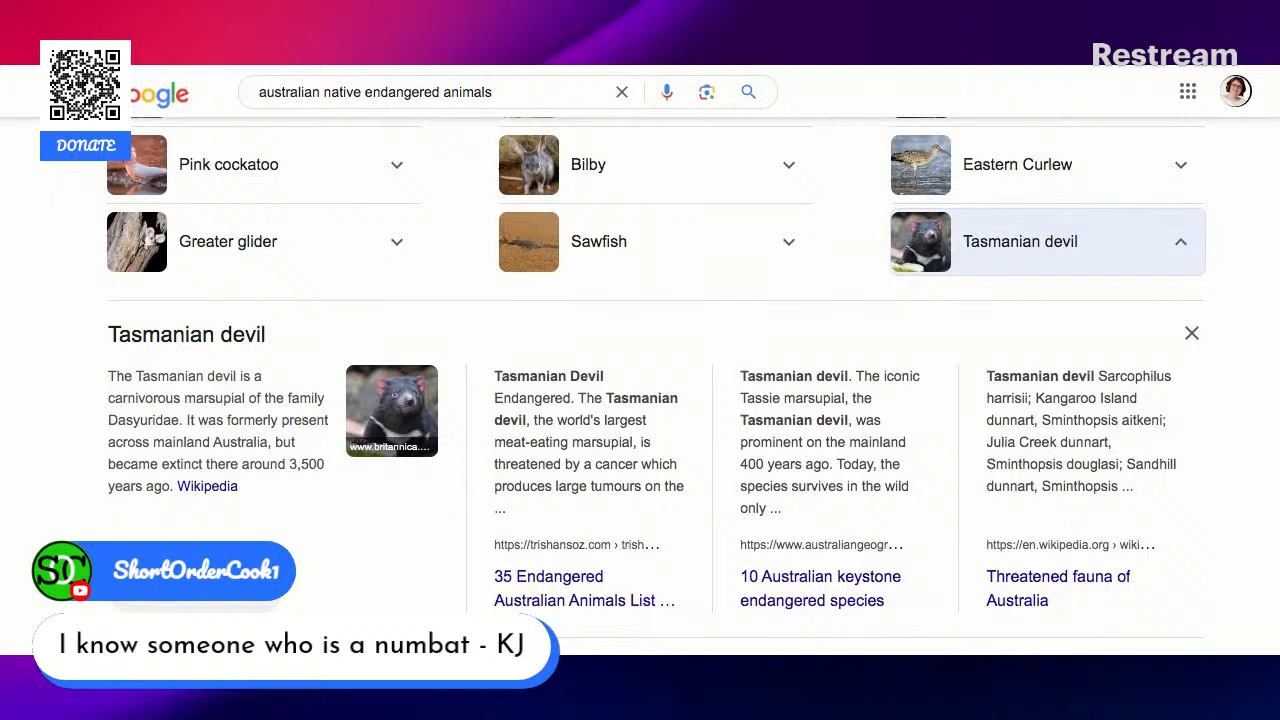 Restream
oogle
australian native endangered animals
DONATE
Pink cockatoo
Bilby
Eastern Curlew
Greater glider
Sawfish
Tasmanian devil
Tasmanian devil
The Tasmanian devil is a
carnivorous marsupial of the family
Dasyuridae. It was formerly present
across mainland Australia, but
became extinct there around 3,500
years ago. Wikipedia
www.britannica....
Tasmanian Devil
Endangered. The Tasmanian
devil, the world's largest
meat-eating marsupial, is
threatened by a cancer which
produces large tumours on the
...
https://trishansoz.com › trish...
35 Endangered
Australian Animals List ...
Tasmanian devil. The iconic
Tassie marsupial, the
Tasmanian devil, was
prominent on the mainland
400 years ago. Today, the
species survives in the wild
only ...
https://www.australiangeogr...
10 Australian keystone
endangered species
Tasmanian devil Sarcophilus
harrisii; Kangaroo Island
dunnart, Sminthopsis aitkeni;
Julia Creek dunnart,
Sminthopsis douglasi; Sandhill
dunnart, Sminthopsis ...
https://en.wikipedia.org › wiki...
Threatened fauna of
Australia
SOC
ShortOrderCook1
I know someone who is a numbat - KJ